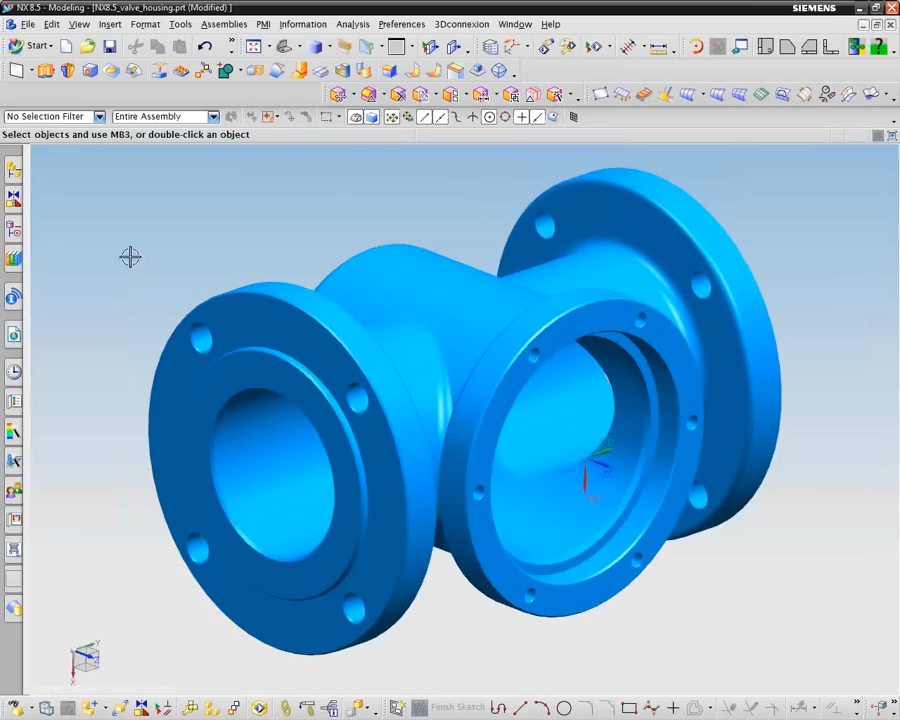 NX 8.5 - Modeling - [NX8.5_valve_housing.prt (Modified) ]
SIEMENS
File Edit View Insert Format Tools Assemblies PMI Information Analysis Preferences 3Dconnexion Window Help
Start
No Selection Filter Entire Assembly
Select objects and use MB3, or double-click an object
Finish Sketch